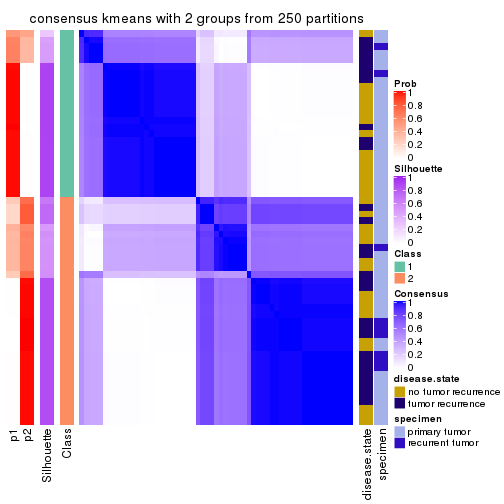 consensus kmeans with 2 groups from 250 partitions
Prob
1
0.8
0.6
0.4
0.2
0
Silhouette
1
0.8
0.6
0.4
0.2
0
Class
1
2
Consensus
1
0.8
0.6
0.4
0.2
0
disease.state
no tumor recurrence
tumor recurrence
specimen
primary tumor
recurrent tumor
p1
p2
Silhouette
Class
disease.state
specimen